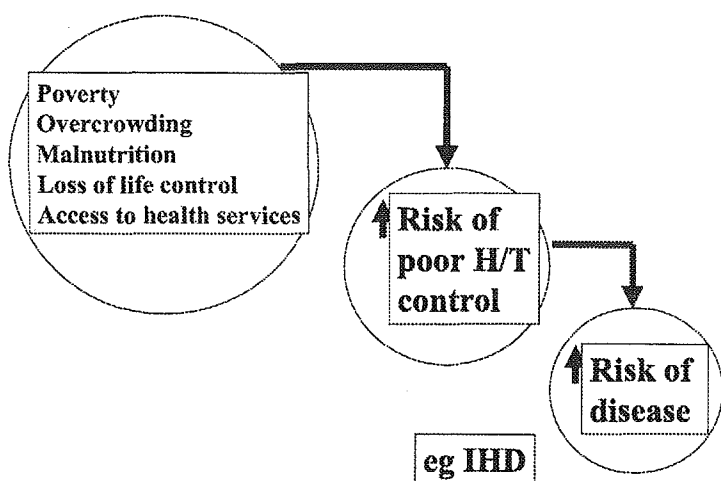 Poverty
Overcrowding
Malnutrition
Loss of life control
Access to health services
Risk of
poor H/T
control
Risk of
disease
eg IHD